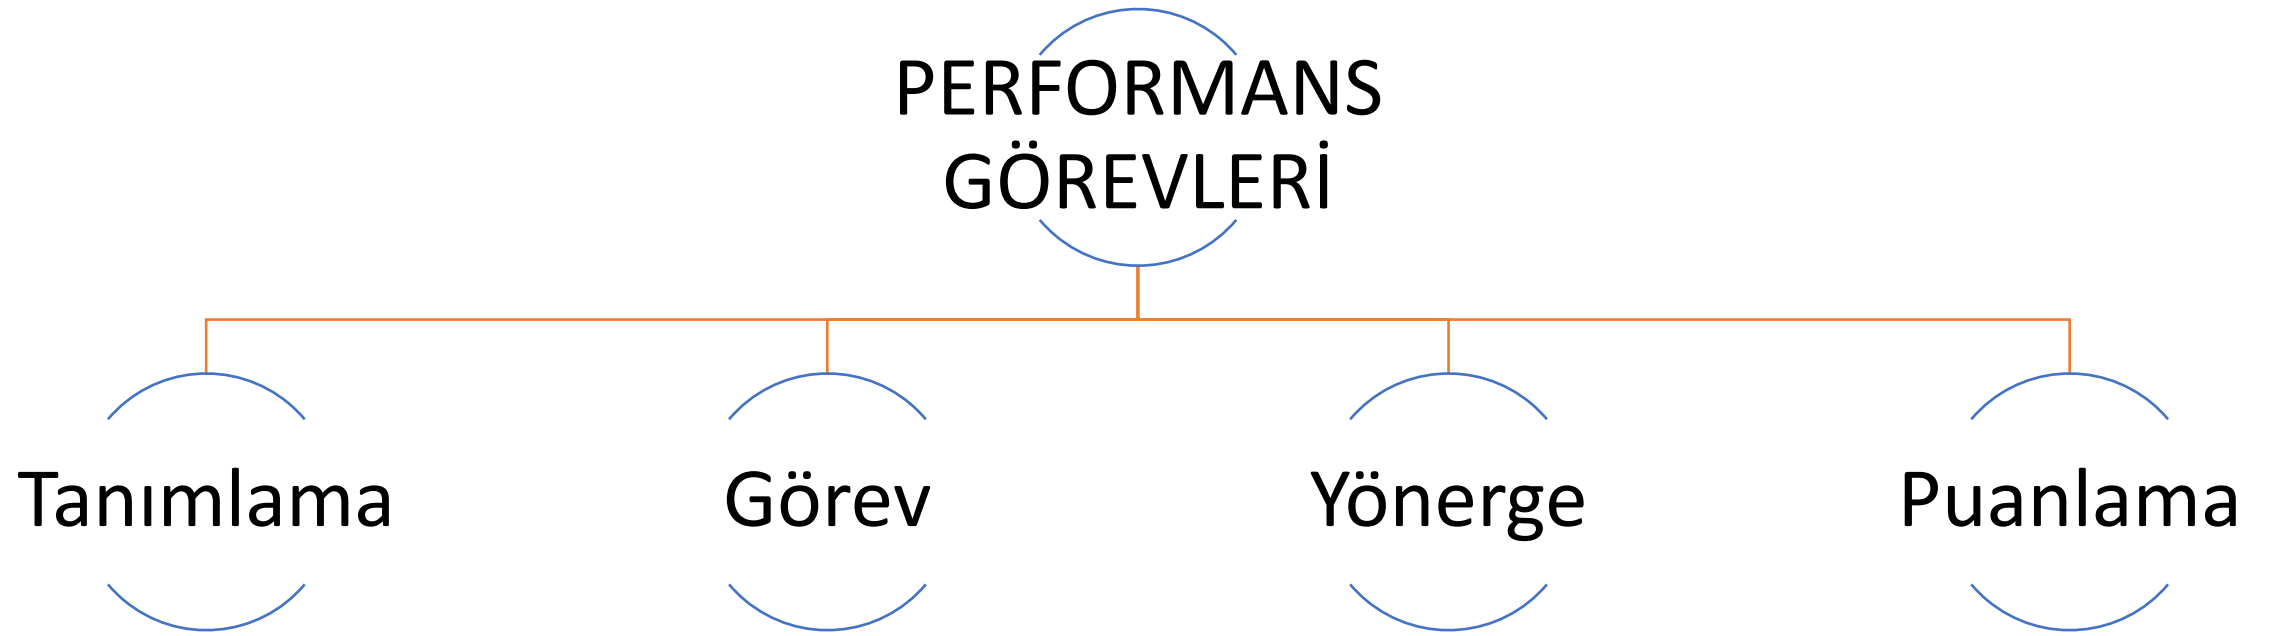 PERFORMANS
GÖREVLERİ
Tanımlama
Görev
Yönerge
Puanlama